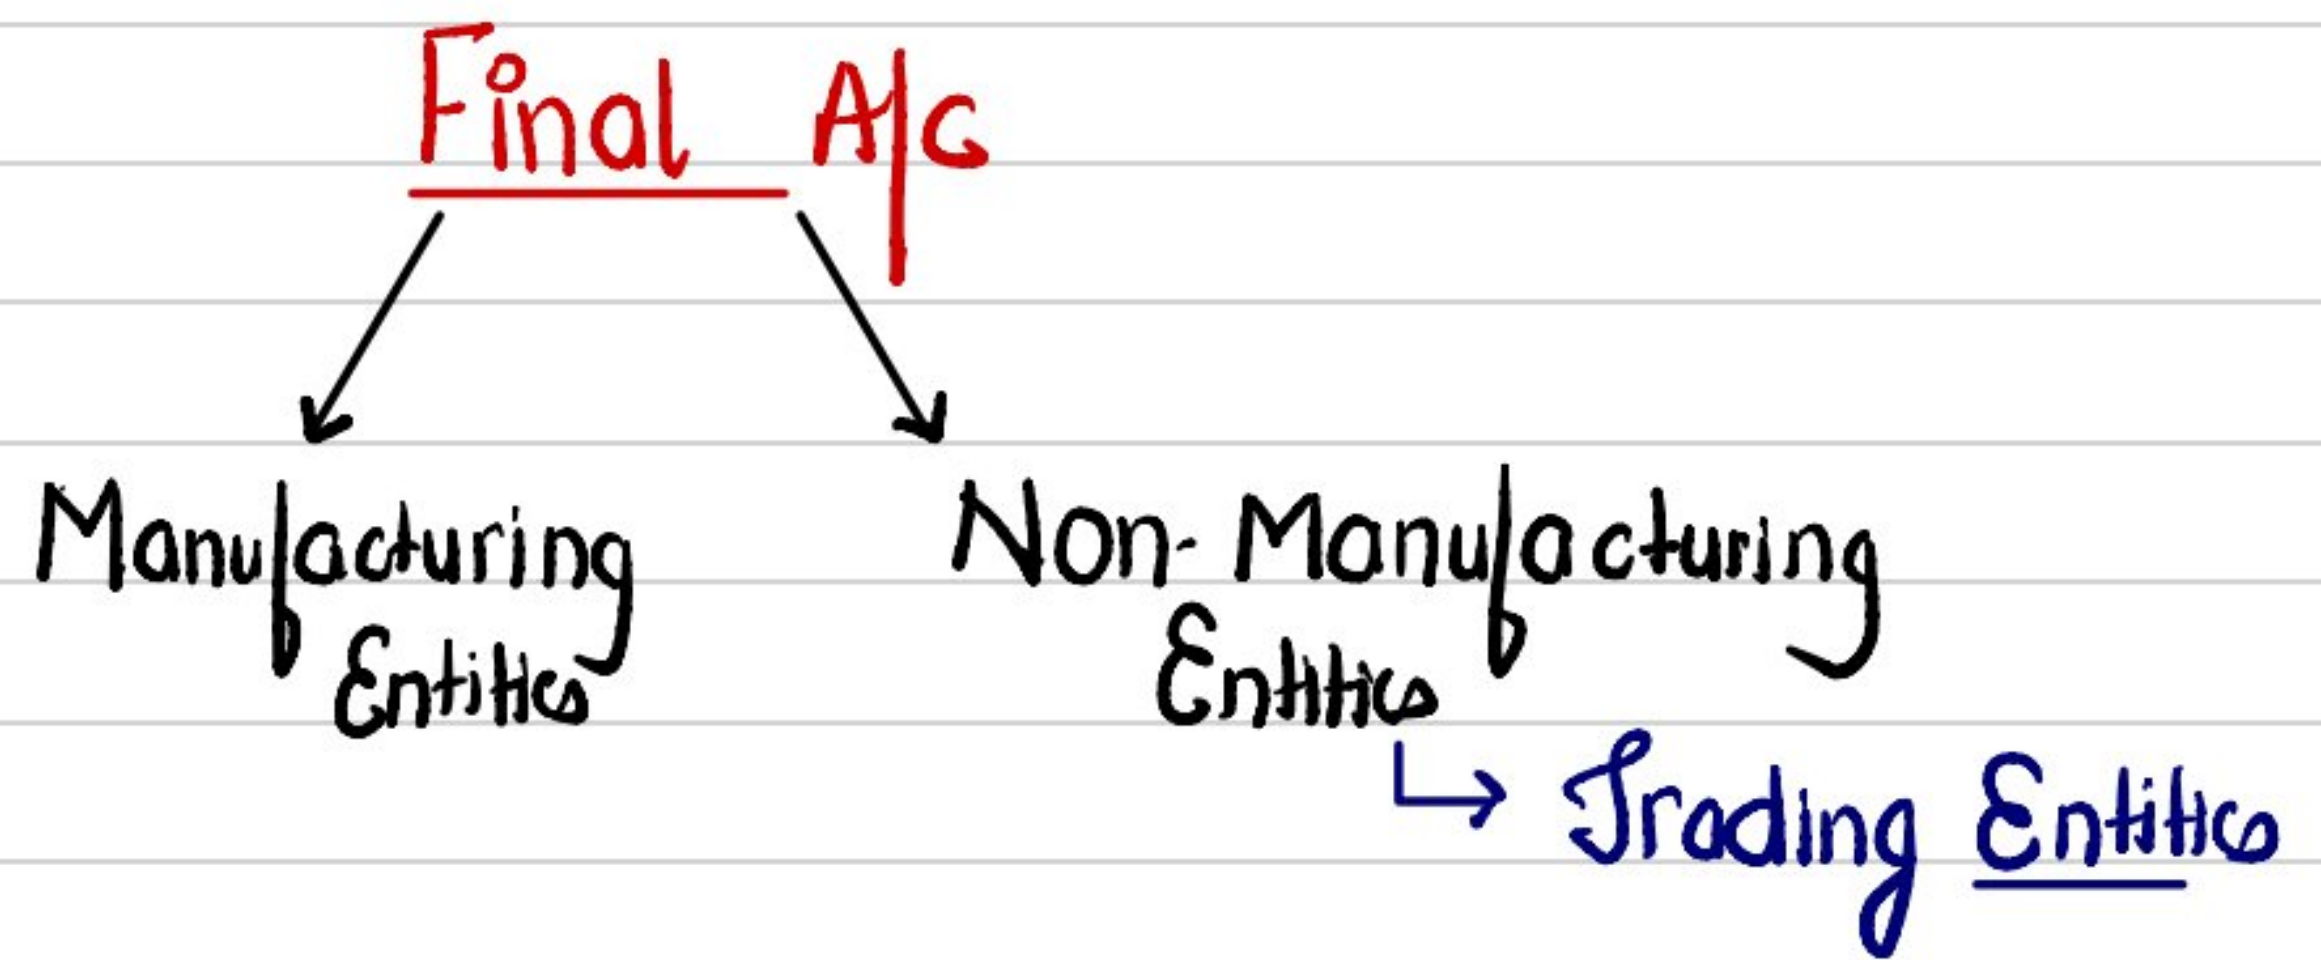 Final A/c
Manufacturing Non-Manufacturing
Entities Entities
↳ Trading Entities